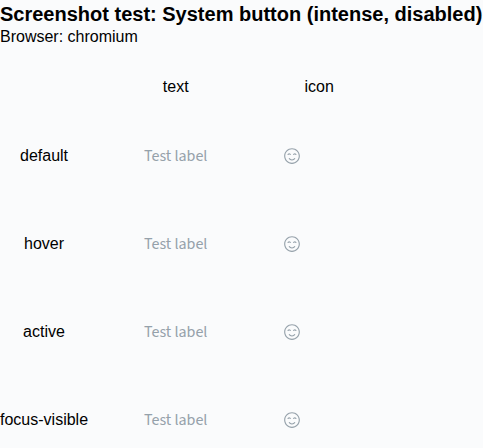 Screenshot test: System button (intense, disabled)
Browser: chromium
text icon
default Test label
hover Test label
active Test label
focus-visible Test label